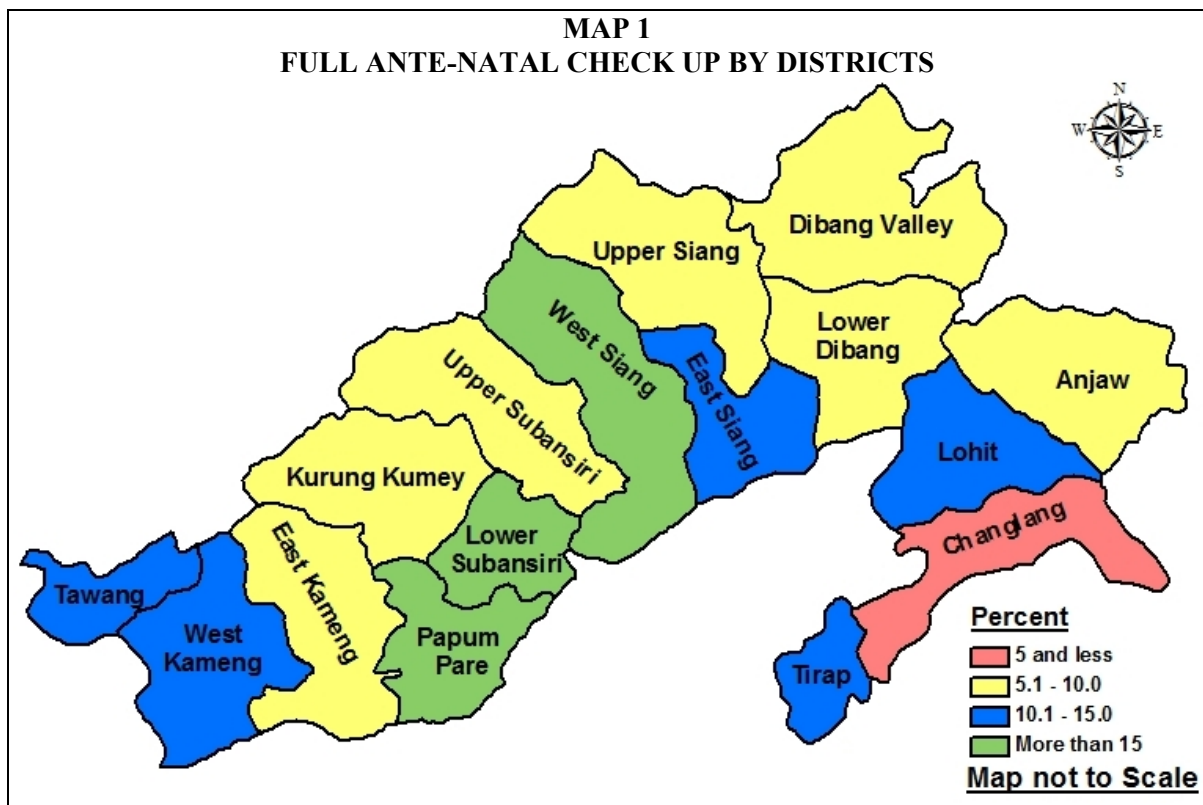 MAP 1
FULL ANTE-NATAL CHECK UP BY DISTRICTS
N
W E
S
Dibang Valley
Upper Siang
Lower
Dibang
West Siang
East Siang
Anjaw
Upper Subansiri
Lohit
Kurung Kumey
Changlang
Lower
Subansiri
East Kameng
Tawang
West
Kameng
Papum
Pare
Tirap
Percent
5 and less
5.1 - 10.0
10.1 - 15.0
More than 15
Map not to Scale